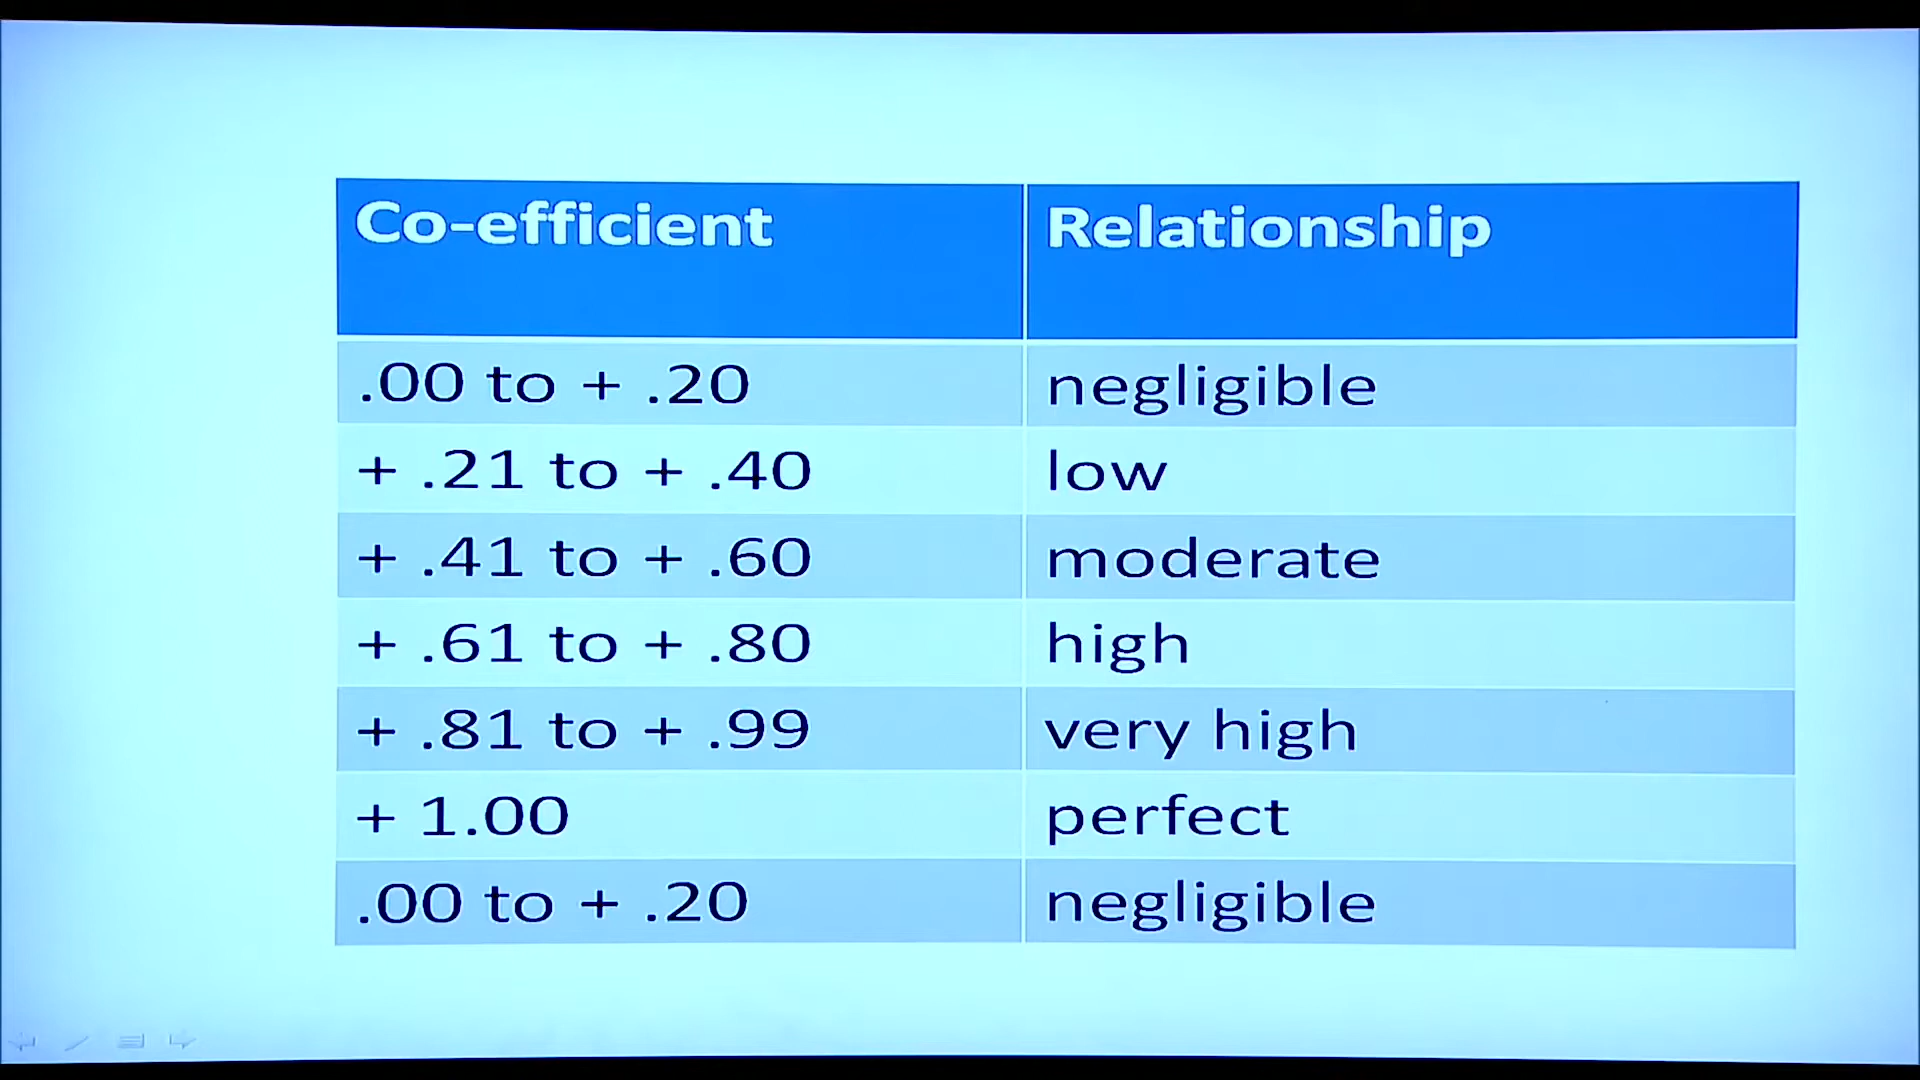 Co-efficient Relationship
.00 to + .20 negligible
+ .21 to + .40 low
+ .41 to + .60 moderate
+ .61 to + .80 high
+ .81 to + .99 very high
+ 1.00 perfect
.00 to + .20 negligible